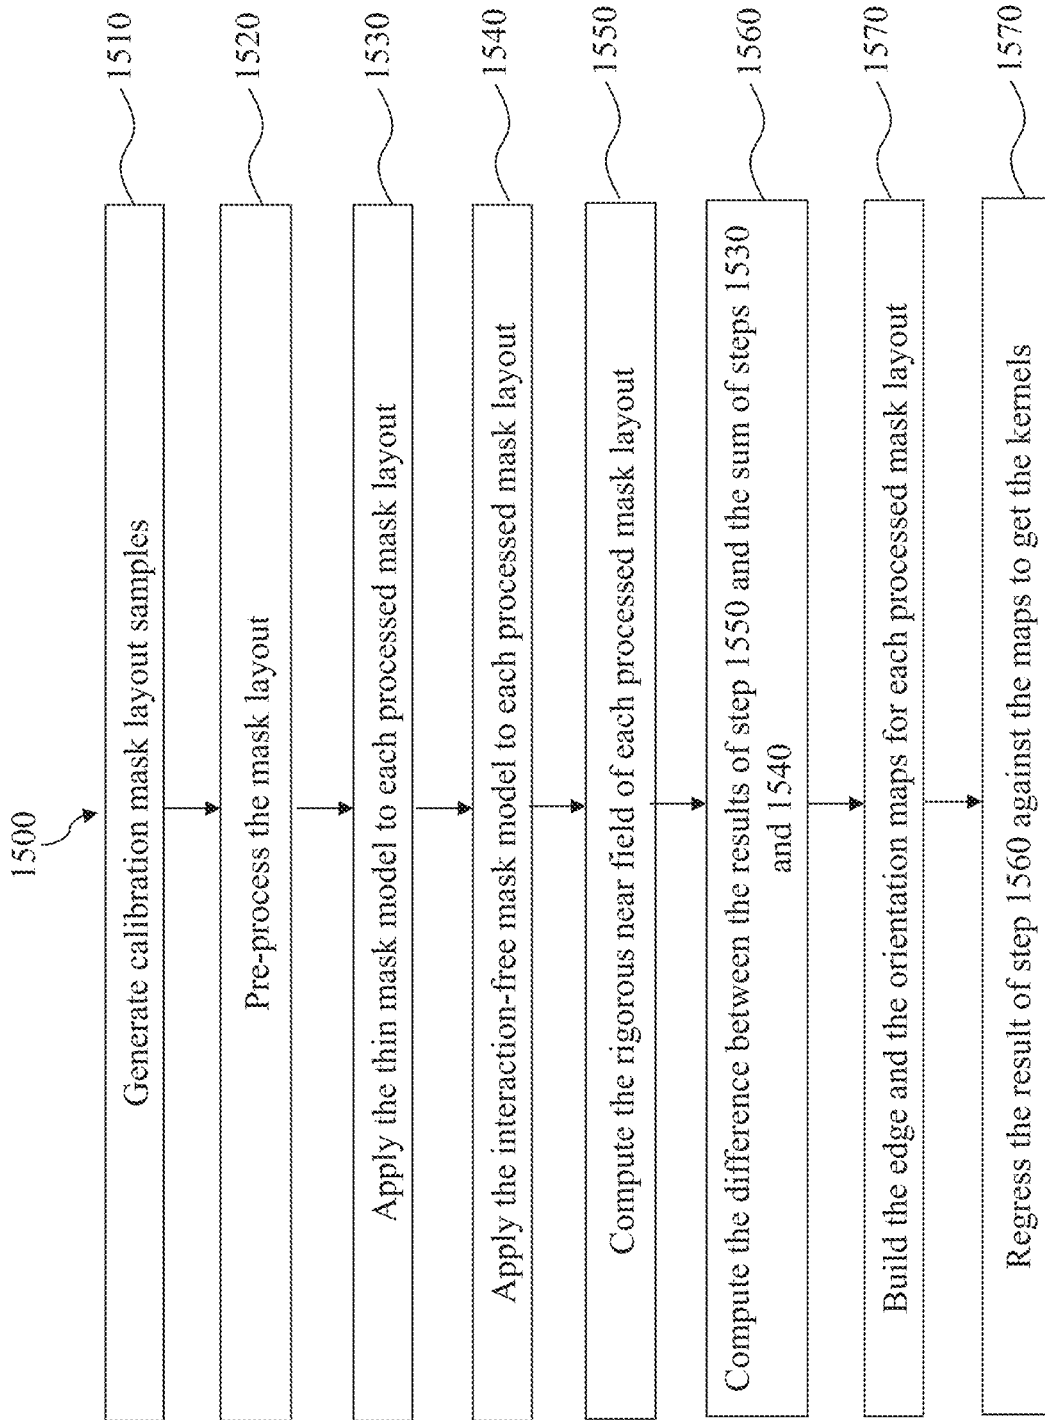 1500
Generate calibration mask layout samples
1510
Pre-process the mask layout
1520
Apply the thin mask model to each processed mask layout
1530
Apply the interaction-free mask model to each processed mask layout
1540
Compute the rigorous near field of each processed mask layout
1550
Compute the difference between the results of step 1550 and the sum of steps 1530
and 1540
1560
Build the edge and the orientation maps for each processed mask layout
1570
Regress the result of step 1560 against the maps to get the kernels
1570